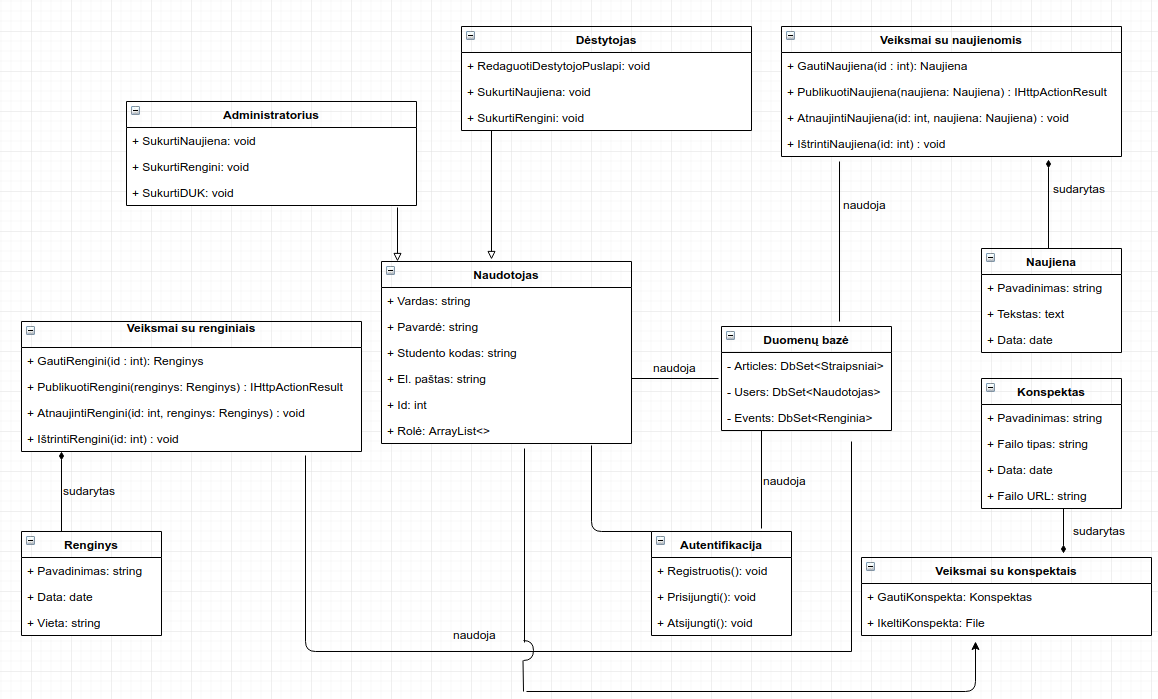 Dėstytojas
+ RedaguotiDestytojoPuslapi: void
+ SukurtiNaujiena: void
+ SukurtiRengini: void
Veiksmai su naujienomis
+ GautiNaujiena(id : int): Naujiena
+ PublikuotiNaujiena(naujiena: Naujiena) : IHttpActionResult
+ AtnaujintiNaujiena(id: int, naujiena: Naujiena) : void
+ IštrintiNaujiena(id: int) : void
Administratorius
+ SukurtiNaujiena: void
+ SukurtiRengini: void
+ SukurtiDUK: void
naudoja
sudarytas
Naujiena
+ Pavadinimas: string
+ Tekstas: text
+ Data: date
Naudotojas
+ Vardas: string
+ Pavardė: string
+ Studento kodas: string
+ El. paštas: string
+ Id: int
+ Rolė: ArrayList<>
Veiksmai su renginiais
+ GautiRengini(id : int): Renginys
+ PublikuotiRengini(renginys: Renginys) : IHttpActionResult
+ AtnaujintiRengini(id: int, renginys: Renginys) : void
+ IštrintiRengini(id: int) : void
naudoja
Duomenų bazė
- Articles: DbSet<Straipsniai>
- Users: DbSet<Naudotojas>
- Events: DbSet<Renginia>
Konspektas
+ Pavadinimas: string
+ Failo tipas: string
+ Data: date
+ Failo URL: string
sudarytas
naudoja
sudarytas
Renginys
+ Pavadinimas: string
+ Data: date
+ Vieta: string
Autentifikacija
+ Registruotis(): void
+ Prisijungti(): void
+ Atsijungti(): void
Veiksmai su konspektais
+ GautiKonspekta: Konspektas
+ IkeltiKonspekta: File
naudoja